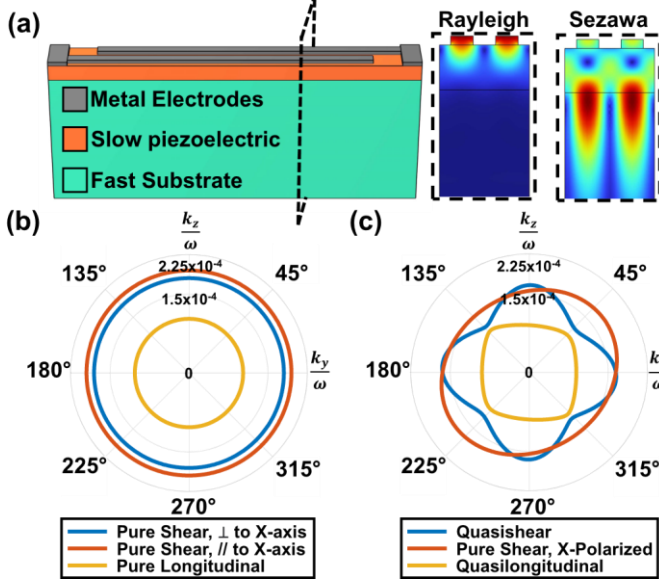 (a)
Rayleigh
Sezawa
Metal Electrodes
Slow piezoelectric
Fast Substrate
(b)
k_z
ω
2.25x10⁻⁴
1.5x10⁻⁴
135°
45°
180°
0
k_y
ω
225°
315°
270°
Pure Shear, ⊥ to X-axis
Pure Shear, // to X-axis
Pure Longitudinal
(c)
k_z
ω
2.25x10⁻⁴
1.5x10⁻⁴
135°
45°
180°
0
k
ω
225°
315°
270°
Quasishear
Pure Shear, X-Polarized
Quasilongitudinal